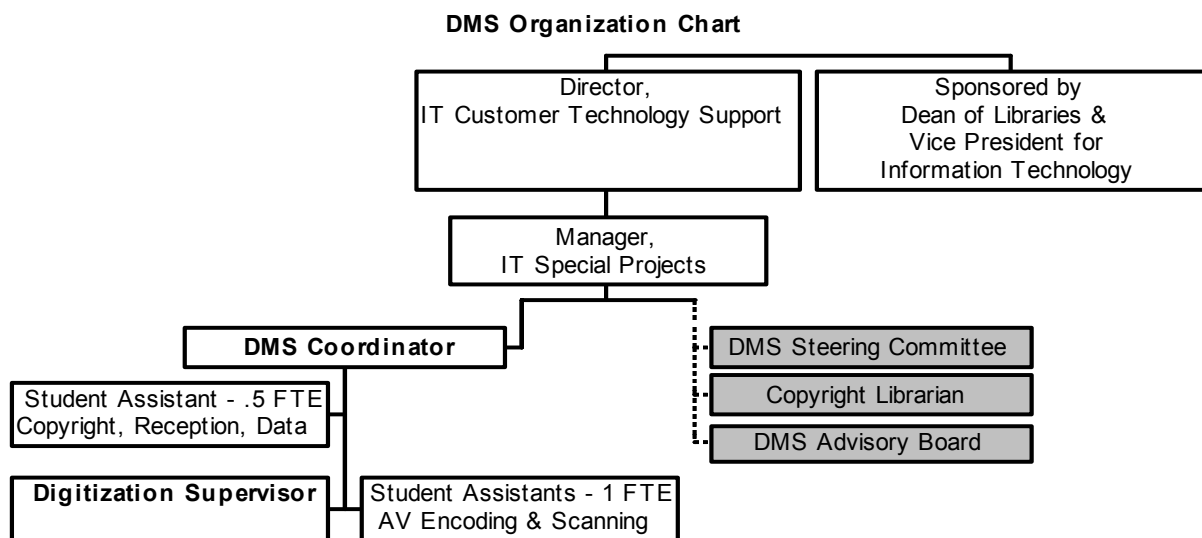 DMS Organization Chart
Director,
IT Customer Technology Support
Sponsored by
Dean of Libraries &
Vice President for
Information Technology
Manager,
IT Special Projects
DMS Coordinator
DMS Steering Committee
Student Assistant - .5 FTE
Copyright, Reception, Data
Copyright Librarian
DMS Advisory Board
Digitization Supervisor
Student Assistants - 1 FTE
AV Encoding & Scanning